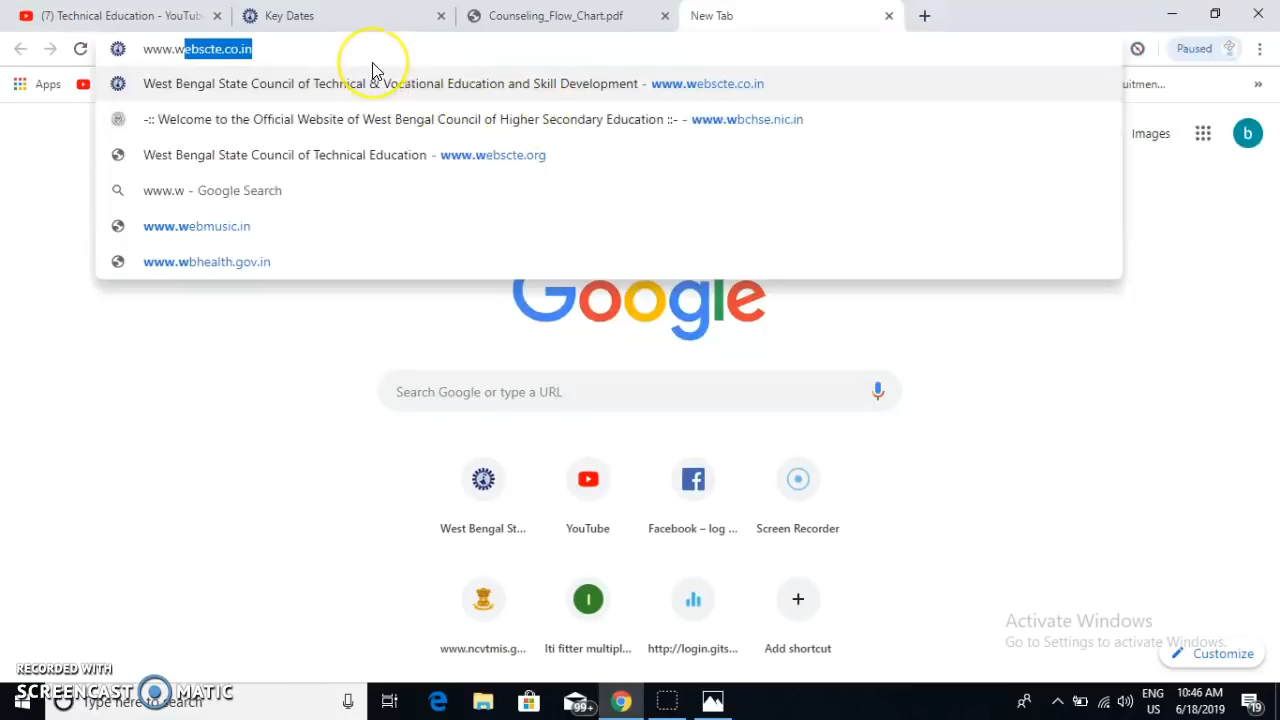 (7) Technical Education - YouTub
Key Dates
Counseling_Flow_Chart.pdf
New Tab
www.webscte.co.in
Paused
Apps
West Bengal State Council of Technical & Vocational Education and Skill Development - www.webscte.co.in
-:: Welcome to the Official Website of West Bengal Council of Higher Secondary Education ::- - www.wbchse.nic.in
West Bengal State Council of Technical Education - www.webscte.org
www.w - Google Search
www.webmusic.in
www.wbhealth.gov.in
uitmen...
»
Images
b
Google
Search Google or type a URL
West Bengal St...
YouTube
Facebook – log ...
Screen Recorder
I
www.ncvtmis.g...
Iti fitter multipl...
http://login.gits...
Add shortcut
Activate Windows
Go to Settings to activate Windows.
Customize
RECORDED WITH
SCREENCAST MATIC
Type here to search
99+
ENG
US
10:46 AM
6/18/2019
19